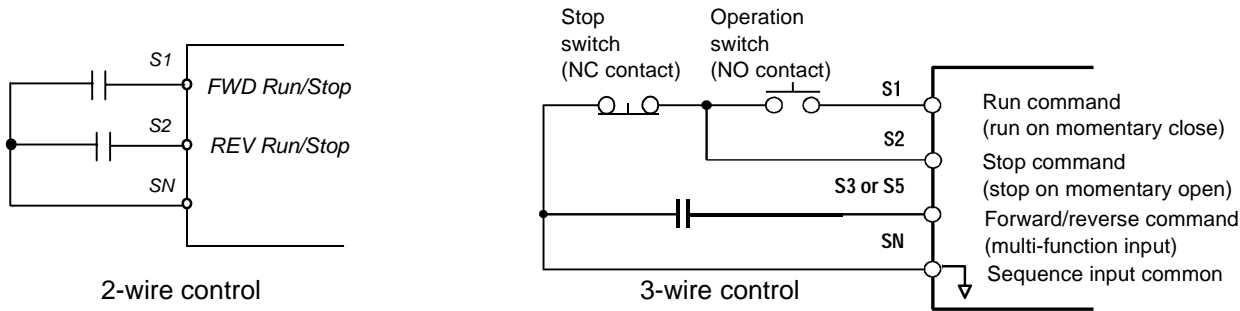 S1
FWD Run/Stop
S2
REV Run/Stop
SN
2-wire control
Stop
switch
(NC contact)
Operation
switch
(NO contact)
S1
Run command
(run on momentary close)
S2
Stop command
(stop on momentary open)
S3 or S5
Forward/reverse command
(multi-function input)
SN
Sequence input common
3-wire control